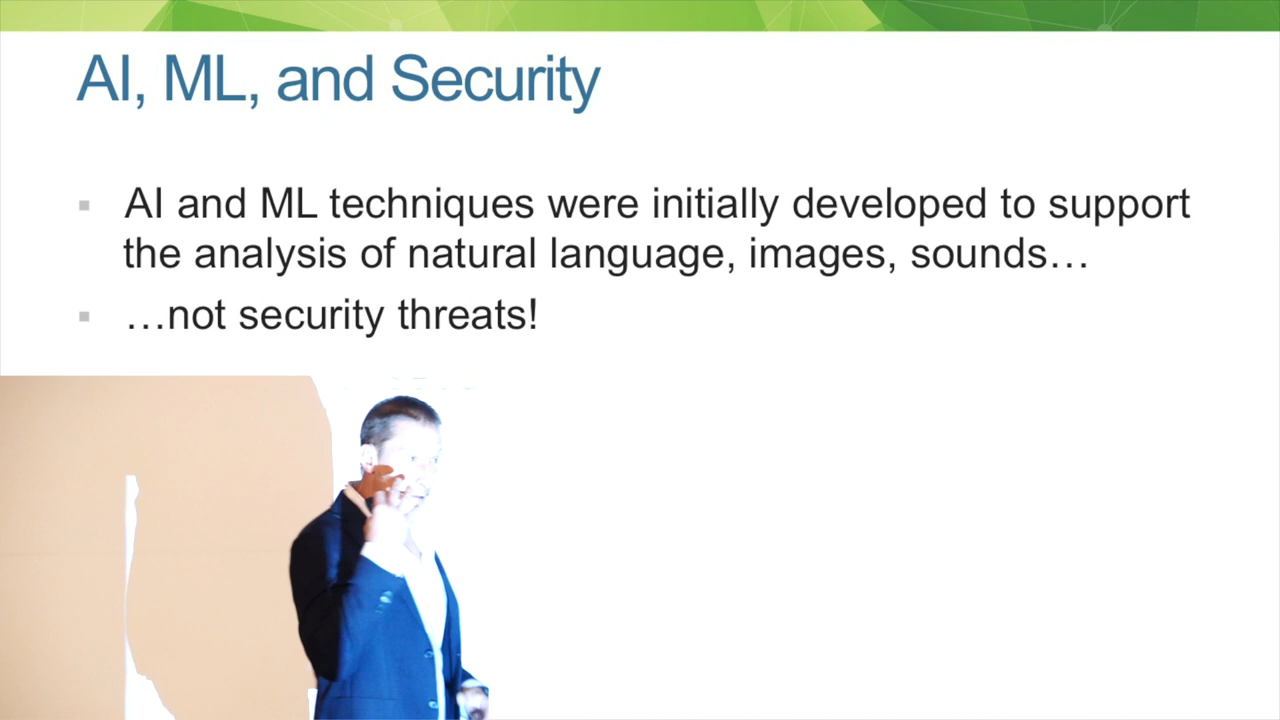 AI, ML, and Security
AI and ML techniques were initially developed to support
the analysis of natural language, images, sounds…
…not security threats!